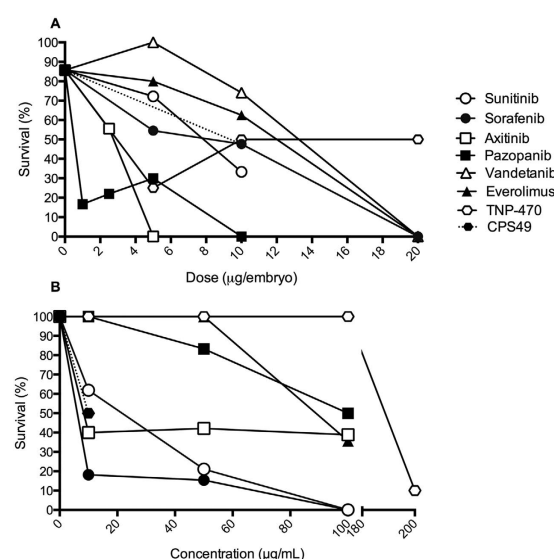 A
100
90
80
70
60
50
40
30
20
10
0
Survival (%)
0 2 4 6 8 10 12 14 16 18 20
Dose (µg/embryo)
Sunitinib
Sorafenib
Axitinib
Pazopanib
Vandetanib
Everolimus
TNP-470
CPS49
B
100
90
80
70
60
50
40
30
20
10
0
Survival (%)
0 20 40 60 80 100 180 200
Concentration (µg/mL)